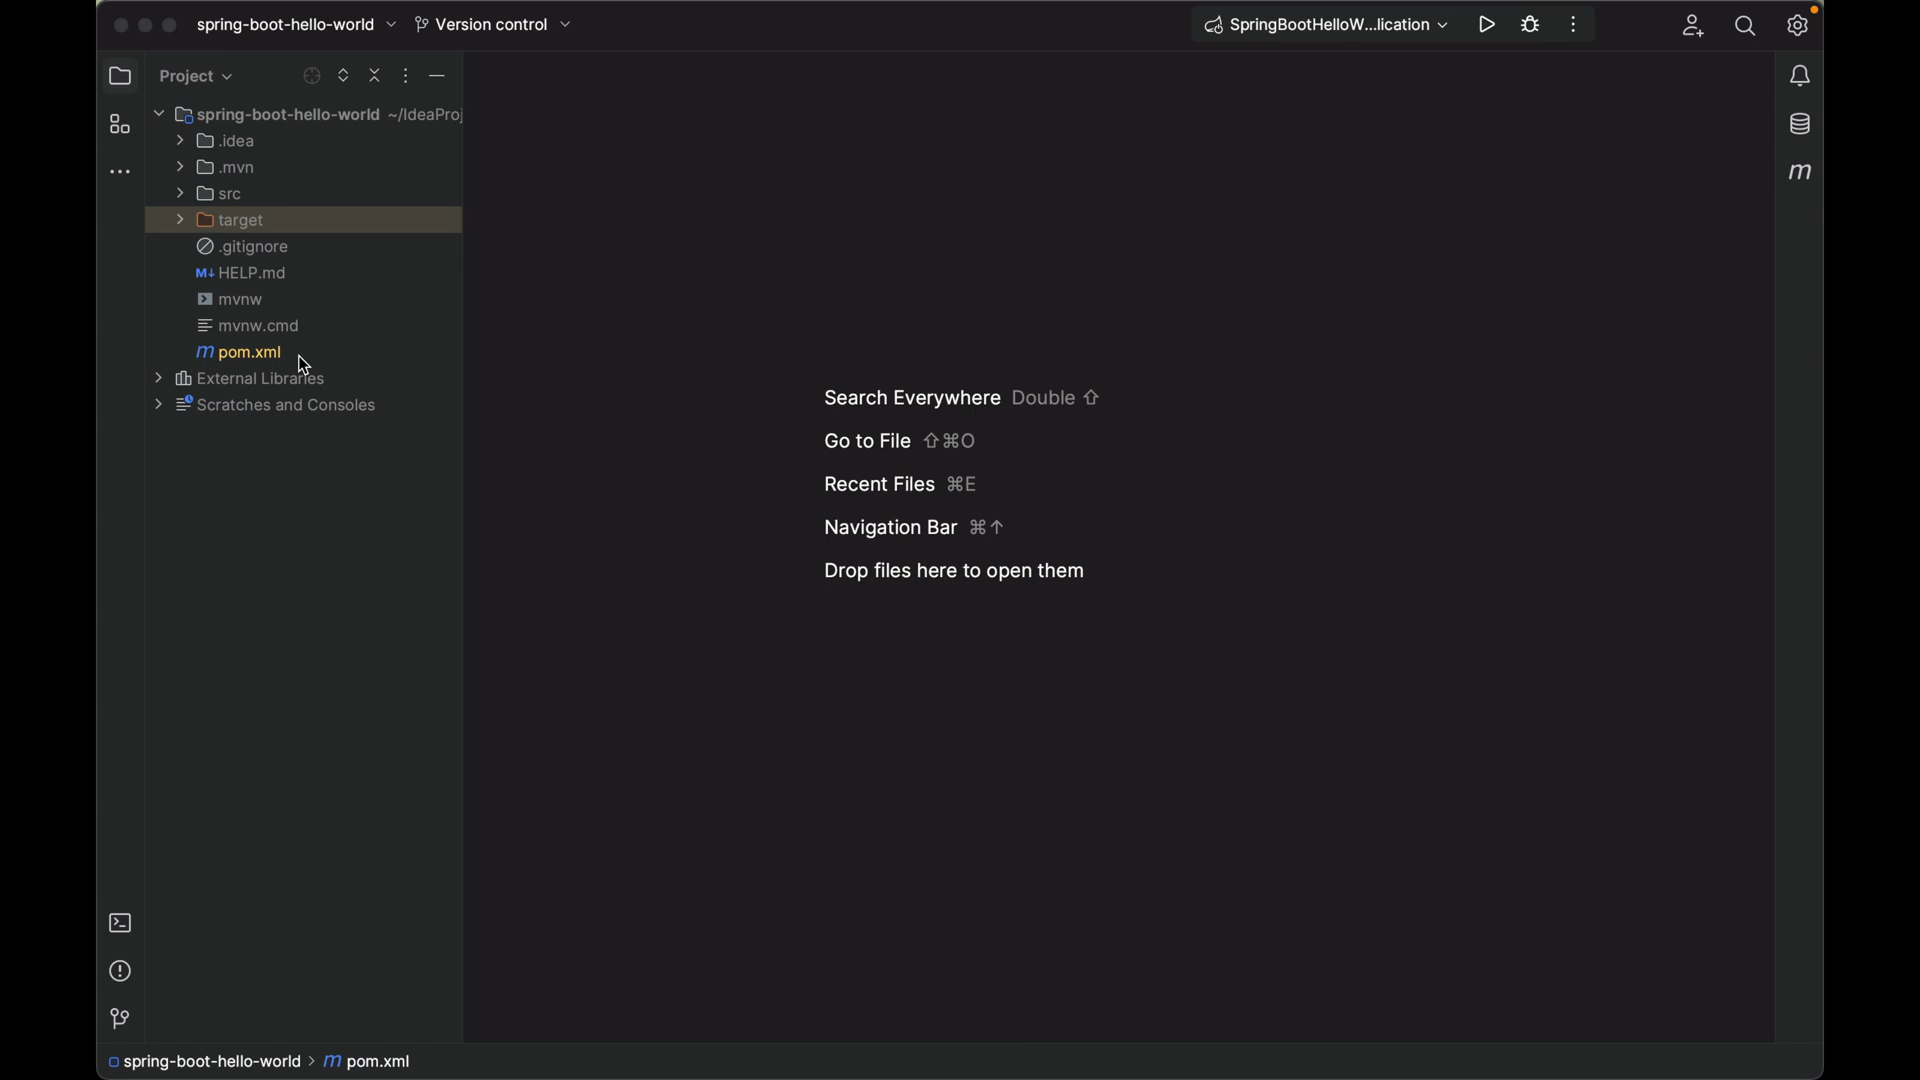 spring-boot-hello-world
Version control
SpringBootHelloW...lication
Project
spring-boot-hello-world ~/IdeaProj
.idea
.mvn
src
target
.gitignore
M↓ HELP.md
mvnw
mvnw.cmd
m pom.xml
External Libraries
Scratches and Consoles
Search Everywhere Double ⇧
Go to File ⇧⌘O
Recent Files ⌘E
Navigation Bar ⌘↑
Drop files here to open them
m
spring-boot-hello-world > m pom.xml